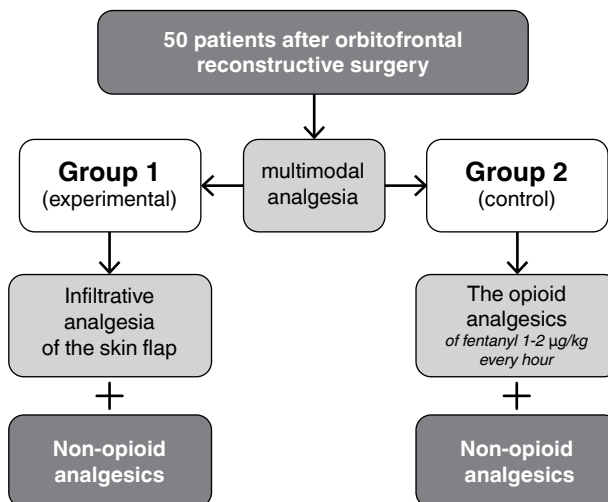 50 patients after orbitofrontal
reconstructive surgery
Group 1
(experimental)
multimodal
analgesia
Group 2
(control)
Infiltrative
analgesia
of the skin flap
+
Non-opioid
analgesics
The opioid
analgesics
of fentanyl 1-2 µg/kg
every hour
+
Non-opioid
analgesics